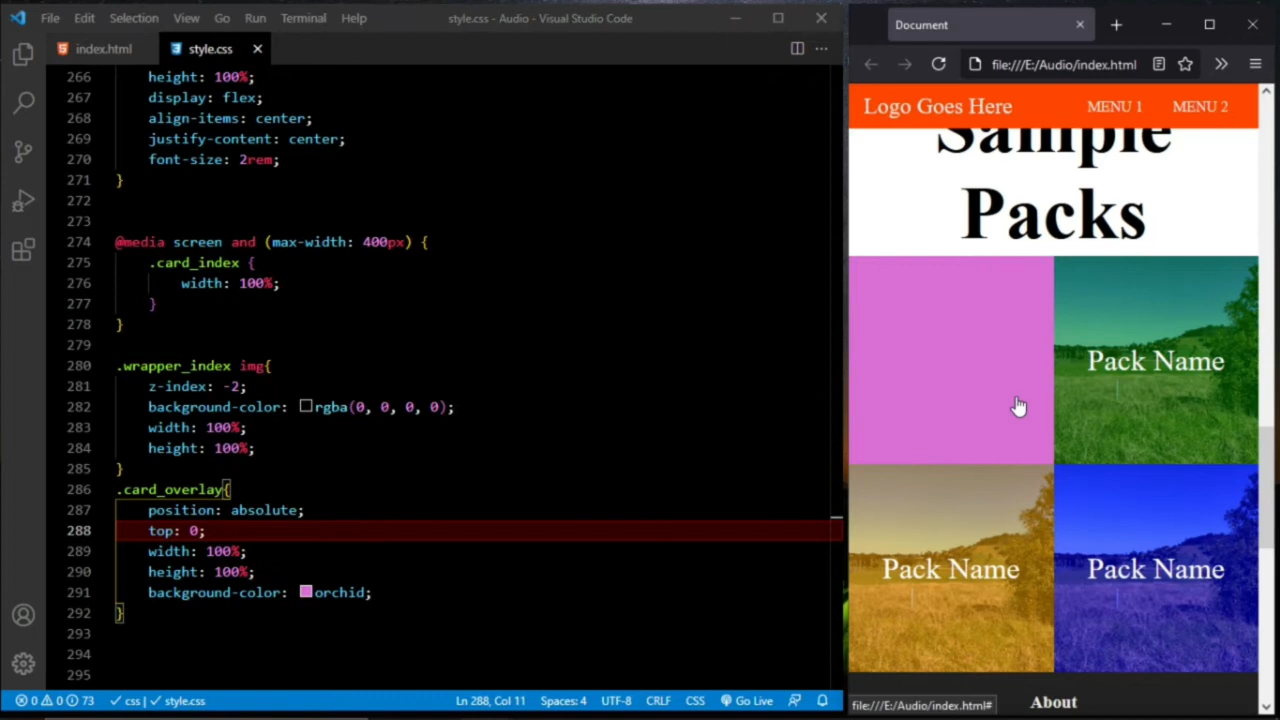 File Edit Selection View Go Run Terminal Help
style.css - Audio - Visual Studio Code
index.html
style.css
266 height: 100%;
267 display: flex;
268 align-items: center;
269 justify-content: center;
270 font-size: 2rem;
271 }
272
273
274 @media screen and (max-width: 400px) {
275 .card_index {
276 width: 100%;
277 }
278 }
279
280 .wrapper_index img{
281 z-index: -2;
282 background-color: rgba(0, 0, 0, 0);
283 width: 100%;
284 height: 100%;
285 }
286 .card_overlay{
287 position: absolute;
288 top: 0;
289 width: 100%;
290 height: 100%;
291 background-color: orchid;
292 }
293
294
295
0 0 73 css | style.css Ln 288, Col 11 Spaces: 4 UTF-8 CRLF CSS Go Live
Document
file:///E:/Audio/index.html
Logo Goes Here MENU 1 MENU 2
Sample
Packs
Pack Name
Pack Name
Pack Name
About
file:///E:/Audio/index.html#